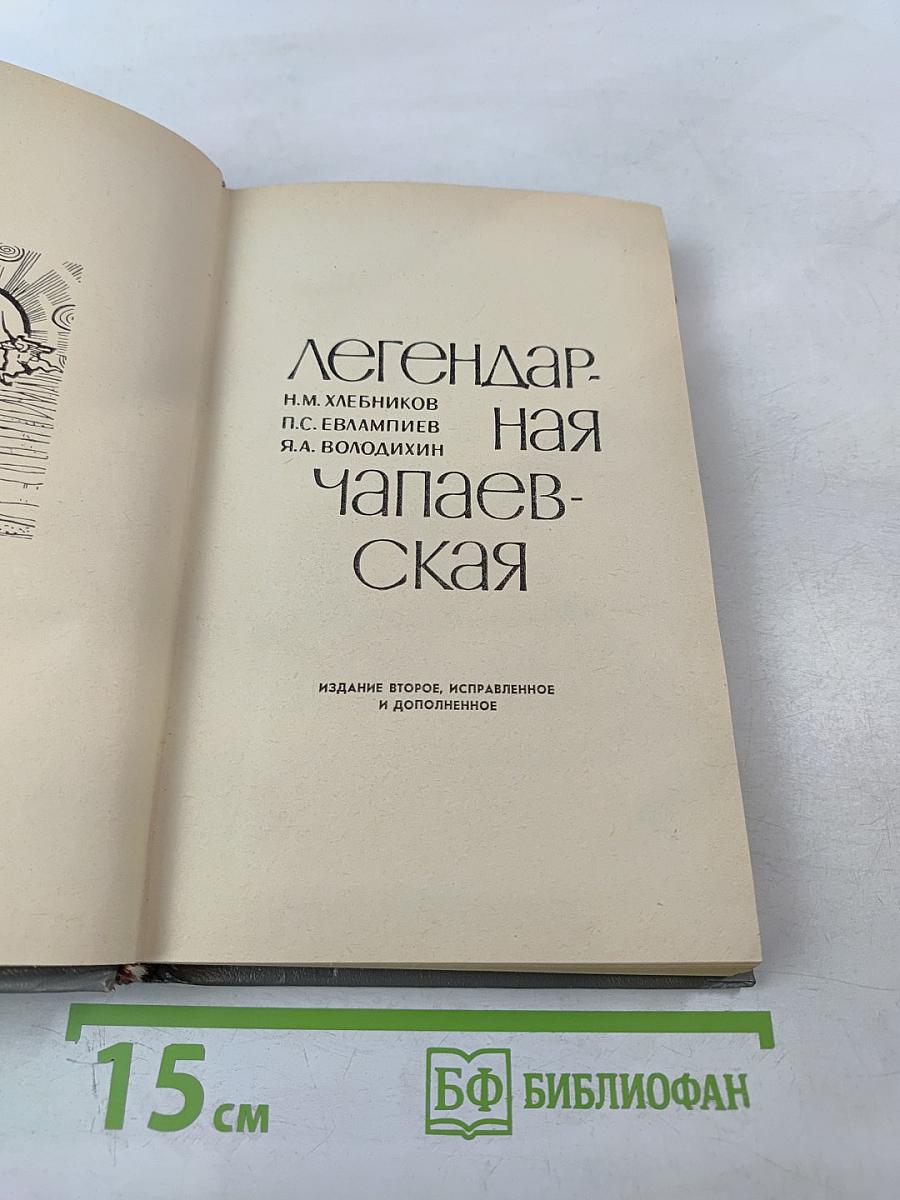 Легендар-
Н.М. ХЛЕБНИКОВ
П.С. ЕВЛАМПИЕВ
Я.А. ВОЛОДИХИН
ная
Чапаев-
ская
ИЗДАНИЕ ВТОРОЕ, ИСПРАВЛЕННОЕ
И ДОПОЛНЕННОЕ
15 см
БФ БИБЛИОФАН